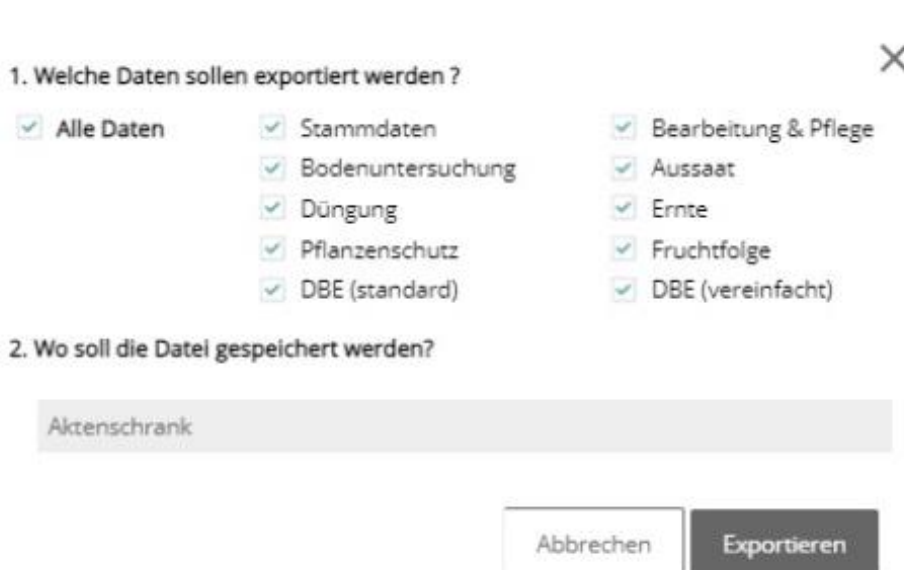 1. Welche Daten sollen exportiert werden ?
Alle Daten
Stammdaten
Bearbeitung & Pflege
Bodenuntersuchung
Aussaat
Düngung
Ernte
Pflanzenschutz
Fruchtfolge
DBE (standard)
DBE (vereinfacht)
2. Wo soll die Datei gespeichert werden?
Aktenschrank
Abbrechen
Exportieren